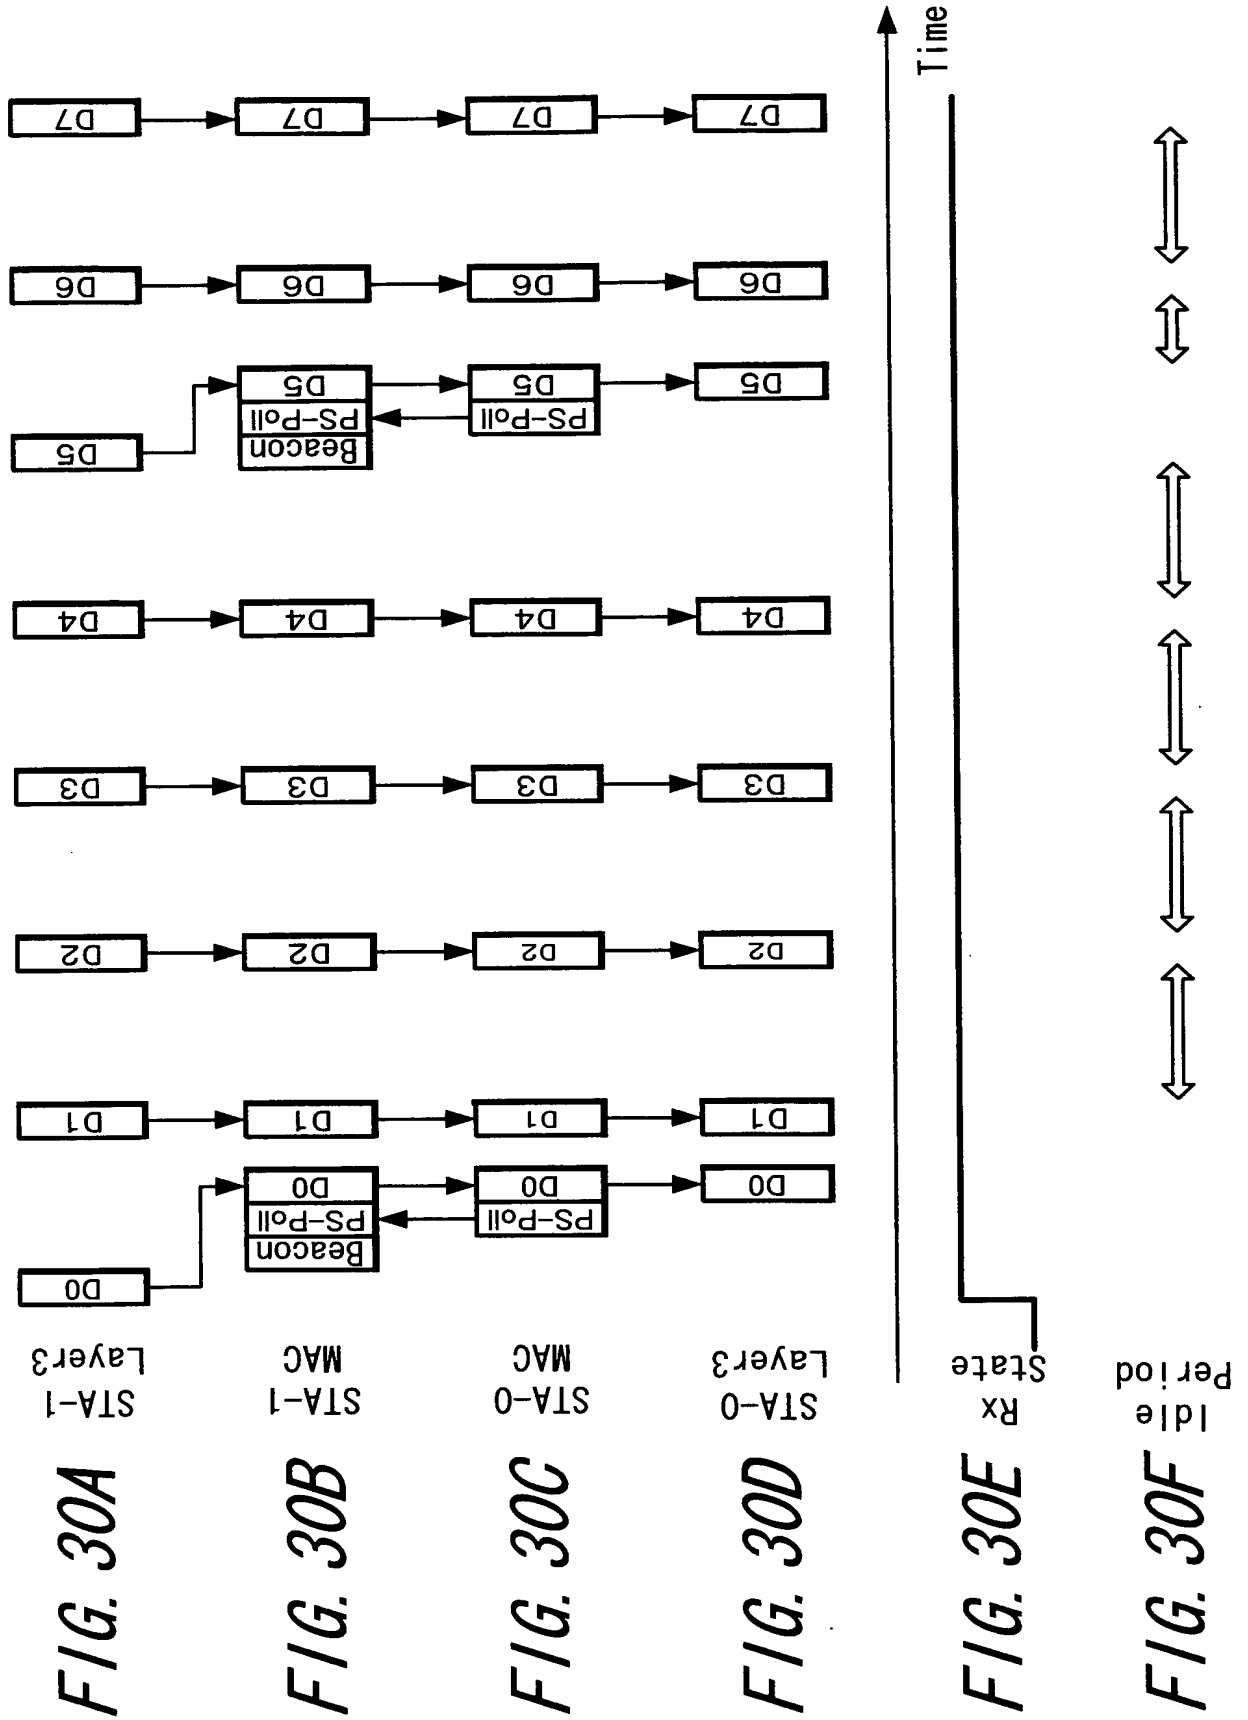 FIG. 30A
STA-1
Layer3
D0
D1
D2
D3
D4
D5
D6
D7
FIG. 30B
STA-1
MAC
Beacon
PS-Poll
D0
D1
D2
D3
D4
Beacon
PS-Poll
D5
D6
D7
FIG. 30C
STA-0
MAC
PS-Poll
D0
D1
D2
D3
D4
PS-Poll
D5
D6
D7
FIG. 30D
STA-0
Layer3
D0
D1
D2
D3
D4
D5
D6
D7
Time
FIG. 30E
Rx
State
FIG. 30F
Idle
Period